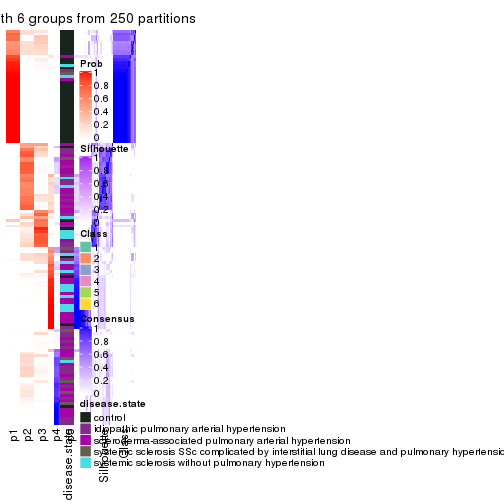 th 6 groups from 250 partitions
Prob
1
0.8
0.6
0.4
0.2
0
Silhouette
1
0.8
0.6
0.4
0.2
0
Class
1
2
3
4
5
6
Consensus
1
0.8
0.6
0.4
0.2
0
disease.state
control
idiopathic pulmonary arterial hypertension
scleroderma-associated pulmonary arterial hypertension
systemic sclerosis SSc complicated by interstitial lung disease and pulmonary hypertensio
systemic sclerosis without pulmonary hypertension
p1
p2
p3
p4
disease.state
Silhouette
Class